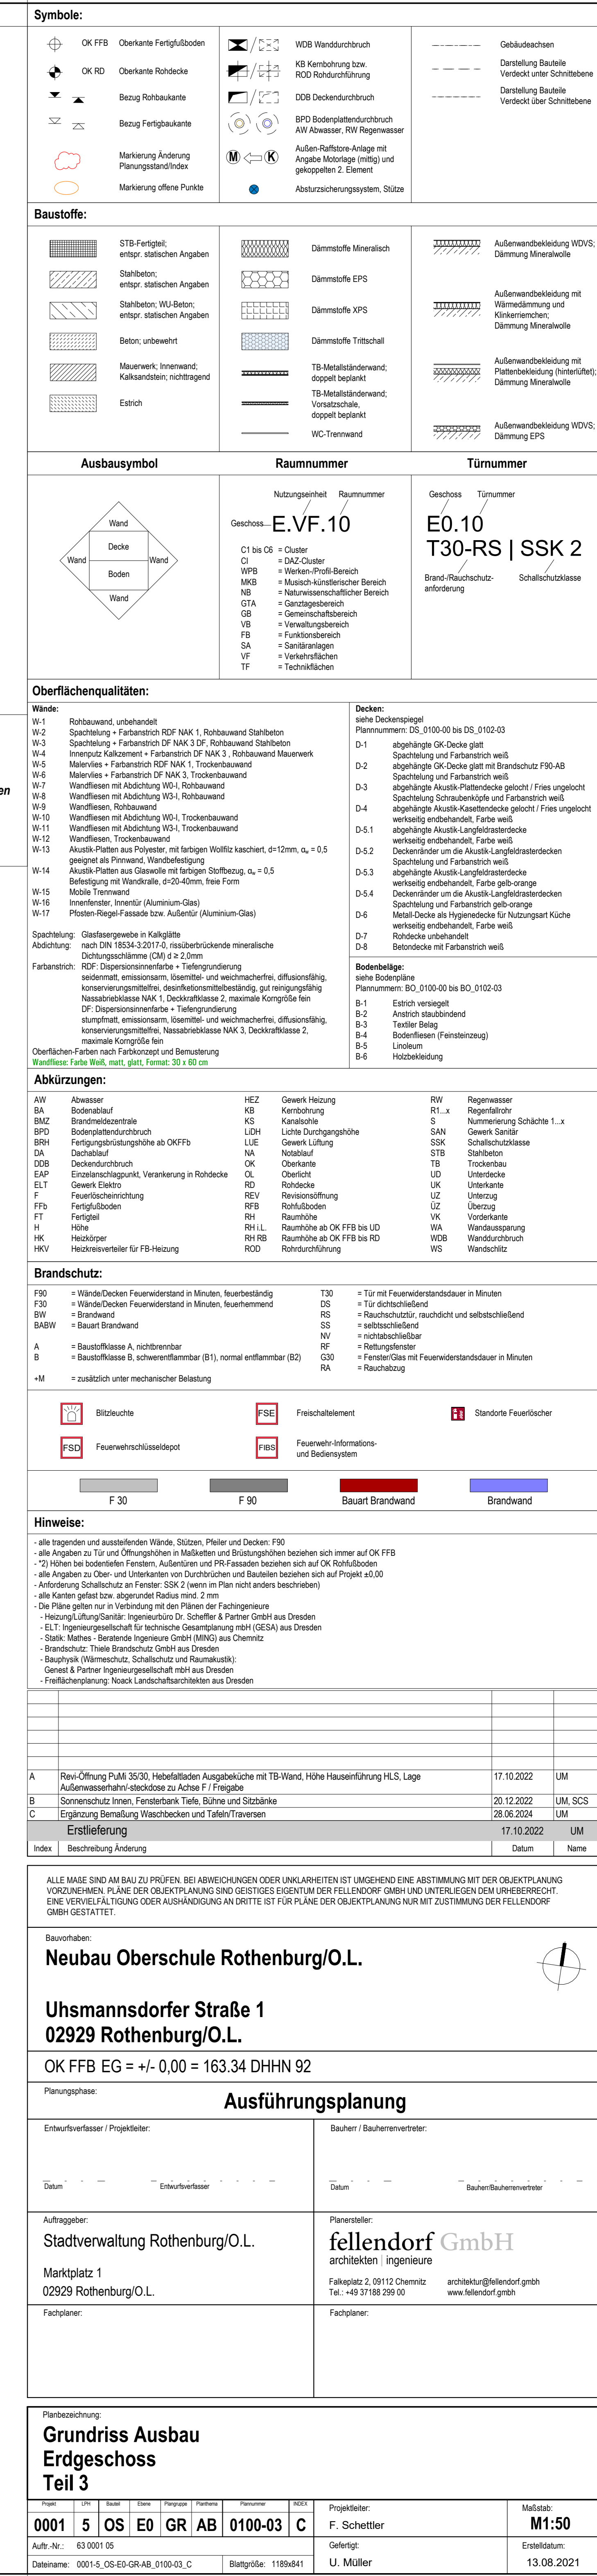 en
Symbole:
OK FFB Oberkante Fertigfußboden
OK RD Oberkante Rohdecke
Bezug Rohbaukante
Bezug Fertigbaukante
Markierung Änderung
Planungsstand/Index
Markierung offene Punkte
WDB Wanddurchbruch
KB Kernbohrung bzw.
ROD Rohdurchführung
DDB Deckendurchbruch
BPD Bodenplattendurchbruch
AW Abwasser, RW Regenwasser
M K
Außen-Raffstore-Anlage mit
Angabe Motorlage (mittig) und
gekoppelten 2. Element
Absturzsicherungssystem, Stütze
Gebäudeachsen
Darstellung Bauteile
Verdeckt unter Schnittebene
Darstellung Bauteile
Verdeckt über Schnittebene
Baustoffe:
STB-Fertigteil;
entspr. statischen Angaben
Stahlbeton;
entspr. statischen Angaben
Stahlbeton; WU-Beton;
entspr. statischen Angaben
Beton; unbewehrt
Mauerwerk; Innenwand;
Kalksandstein; nichttragend
Estrich
Dämmstoffe Mineralisch
Dämmstoffe EPS
Dämmstoffe XPS
Dämmstoffe Trittschall
TB-Metallständerwand;
doppelt beplankt
TB-Metallständerwand;
Vorsatzschale,
doppelt beplankt
WC-Trennwand
Außenwandbekleidung WDVS;
Dämmung Mineralwolle
Außenwandbekleidung mit
Wärmedämmung und
Klinkerriemchen;
Dämmung Mineralwolle
Außenwandbekleidung mit
Plattenbekleidung (hinterlüftet);
Dämmung Mineralwolle
Außenwandbekleidung WDVS;
Dämmung EPS
Ausbausymbol
Wand
Decke
Wand Wand
Boden
Wand
Raumnummer
Nutzungseinheit Raumnummer
Geschoss E.VF.10
C1 bis C6 = Cluster
CI = DAZ-Cluster
WPB = Werken-/Profil-Bereich
MKB = Musisch-künstlerischer Bereich
NB = Naturwissenschaftlicher Bereich
GTA = Ganztagesbereich
GB = Gemeinschaftsbereich
VB = Verwaltungsbereich
FB = Funktionsbereich
SA = Sanitäranlagen
VF = Verkehrsflächen
TF = Technikflächen
Türnummer
Geschoss Türnummer
E0.10
T30-RS | SSK 2
Brand-/Rauchschutz-
anforderung
Schallschutzklasse
Oberflächenqualitäten:
Wände:
W-1 Rohbauwand, unbehandelt
W-2 Spachtelung + Farbanstrich RDF NAK 1, Rohbauwand Stahlbeton
W-3 Spachtelung + Farbanstrich DF NAK 3 DF, Rohbauwand Stahlbeton
W-4 Innenputz Kalkzement + Farbanstrich DF NAK 3 , Rohbauwand Mauerwerk
W-5 Malervlies + Farbanstrich RDF NAK 1, Trockenbauwand
W-6 Malervlies + Farbanstrich DF NAK 3, Trockenbauwand
W-7 Wandfliesen mit Abdichtung W0-I, Rohbauwand
W-8 Wandfliesen mit Abdichtung W3-I, Rohbauwand
W-9 Wandfliesen, Rohbauwand
W-10 Wandfliesen mit Abdichtung W0-I, Trockenbauwand
W-11 Wandfliesen mit Abdichtung W3-I, Trockenbauwand
W-12 Wandfliesen, Trockenbauwand
W-13 Akustik-Platten aus Polyester, mit farbigen Wollfilz kaschiert, d=12mm, αw = 0,5
geeignet als Pinnwand, Wandbefestigung
W-14 Akustik-Platten aus Glaswolle mit farbigen Stoffbezug, αw = 0,5
Befestigung mit Wandkralle, d=20-40mm, freie Form
W-15 Mobile Trennwand
W-16 Innenfenster, Innentür (Aluminium-Glas)
W-17 Pfosten-Riegel-Fassade bzw. Außentür (Aluminium-Glas)
Spachtelung: Glasfasergewebe in Kalkglätte
Abdichtung: nach DIN 18534-3:2017-0, rissüberbrückende mineralische
Dichtungsschlämme (CM) d ≥ 2,0mm
Farbanstrich: RDF: Dispersionsinnenfarbe + Tiefengrundierung
seidenmatt, emissionsarm, lösemittel- und weichmacherfrei, diffusionsfähig,
konservierungsmittelfrei, desinfketionsmittelbeständig, gut reinigungsfähig
Nassabriebklasse NAK 1, Deckkraftklasse 2, maximale Korngröße fein
DF: Dispersionsinnenfarbe + Tiefengrundierung
stumpfmatt, emissionsarm, lösemittel- und weichmacherfrei, diffusionsfähig,
konservierungsmittelfrei, Nassabriebklasse NAK 3, Deckkraftklasse 2,
maximale Korngröße fein
Oberflächen-Farben nach Farbkonzept und Bemusterung
Wandfliese: Farbe Weiß, matt, glatt, Format: 30 x 60 cm
Decken:
siehe Deckenspiegel
Plannnummern: DS_0100-00 bis DS_0102-03
D-1 abgehängte GK-Decke glatt
Spachtelung und Farbanstrich weiß
D-2 abgehängte GK-Decke glatt mit Brandschutz F90-AB
Spachtelung und Farbanstrich weiß
D-3 abgehängte Akustik-Plattendecke gelocht / Fries ungelocht
Spachtelung Schraubenköpfe und Farbanstrich weiß
D-4 abgehängte Akustik-Kasettendecke gelocht / Fries ungelocht
werkseitig endbehandelt, Farbe weiß
D-5.1 abgehängte Akustik-Langfeldrasterdecke
werkseitig endbehandelt, Farbe weiß
D-5.2 Deckenränder um die Akustik-Langfeldrasterdecken
Spachtelung und Farbanstrich weiß
D-5.3 abgehängte Akustik-Langfeldrasterdecke
werkseitig endbehandelt, Farbe gelb-orange
D-5.4 Deckenränder um die Akustik-Langfeldrasterdecken
Spachtelung und Farbanstrich gelb-orange
D-6 Metall-Decke als Hygienedecke für Nutzungsart Küche
werkseitig endbehandelt, Farbe weiß
D-7 Rohdecke unbehandelt
D-8 Betondecke mit Farbanstrich weiß
Bodenbeläge:
siehe Bodenpläne
Plannummern: BO_0100-00 bis BO_0102-03
B-1 Estrich versiegelt
B-2 Anstrich staubbindend
B-3 Textiler Belag
B-4 Bodenfliesen (Feinsteinzeug)
B-5 Linoleum
B-6 Holzbekleidung
Abkürzungen:
AW Abwasser
BA Bodenablauf
BMZ Brandmeldezentrale
BPD Bodenplattendurchbruch
BRH Fertigungsbrüstungshöhe ab OKFFb
DA Dachablauf
DDB Deckendurchbruch
EAP Einzelanschlagpunkt, Verankerung in Rohdecke
ELT Gewerk Elektro
F Feuerlöscheinrichtung
FFb Fertigfußboden
FT Fertigteil
H Höhe
HK Heizkörper
HKV Heizkreisverteiler für FB-Heizung
HEZ Gewerk Heizung
KB Kernbohrung
KS Kanalsohle
LiDH Lichte Durchgangshöhe
LUE Gewerk Lüftung
NA Notablauf
OK Oberkante
OL Oberlicht
RD Rohdecke
REV Revisionsöffnung
RFB Rohfußboden
RH Raumhöhe
RH i.L. Raumhöhe ab OK FFB bis UD
RH RB Raumhöhe ab OK FFB bis RD
ROD Rohrdurchführung
RW Regenwasser
R1...x Regenfallrohr
S Nummerierung Schächte 1...x
SAN Gewerk Sanitär
SSK Schallschutzklasse
STB Stahlbeton
TB Trockenbau
UD Unterdecke
UK Unterkante
UZ Unterzug
ÜZ Überzug
VK Vorderkante
WA Wandaussparung
WDB Wanddurchbruch
WS Wandschlitz
Brandschutz:
F90 = Wände/Decken Feuerwiderstand in Minuten, feuerbeständig
F30 = Wände/Decken Feuerwiderstand in Minuten, feuerhemmend
BW = Brandwand
BABW = Bauart Brandwand
A = Baustoffklasse A, nichtbrennbar
B = Baustoffklasse B, schwerentflammbar (B1), normal entflammbar (B2)
+M = zusätzlich unter mechanischer Belastung
T30 = Tür mit Feuerwiderstandsdauer in Minuten
DS = Tür dichtschließend
RS = Rauchschutztür, rauchdicht und selbstschließend
SS = selbtsschließend
NV = nichtabschließbar
RF = Rettungsfenster
G30 = Fenster/Glas mit Feuerwiderstandsdauer in Minuten
RA = Rauchabzug
Blitzleuchte
FSE Freischaltelement
Standorte Feuerlöscher
FSD Feuerwehrschlüsseldepot
FIBS Feuerwehr-Informations-
und Bediensystem
F 30 F 90 Bauart Brandwand Brandwand
Hinweise:
- alle tragenden und aussteifenden Wände, Stützen, Pfeiler und Decken: F90
- alle Angaben zu Tür und Öffnungshöhen in Maßketten und Brüstungshöhen beziehen sich immer auf OK FFB
- *2) Höhen bei bodentiefen Fenstern, Außentüren und PR-Fassaden beziehen sich auf OK Rohfußboden
- alle Angaben zu Ober- und Unterkanten von Durchbrüchen und Bauteilen beziehen sich auf Projekt ±0,00
- Anforderung Schallschutz an Fenster: SSK 2 (wenn im Plan nicht anders beschrieben)
- alle Kanten gefast bzw. abgerundet Radius mind. 2 mm
- Die Pläne gelten nur in Verbindung mit den Plänen der Fachingenieure
- Heizung/Lüftung/Sanitär: Ingenieurbüro Dr. Scheffler & Partner GmbH aus Dresden
- ELT: Ingenieurgesellschaft für technische Gesamtplanung mbH (GESA) aus Dresden
- Statik: Mathes - Beratende Ingenieure GmbH (MING) aus Chemnitz
- Brandschutz: Thiele Brandschutz GmbH aus Dresden
- Bauphysik (Wärmeschutz, Schallschutz und Raumakustik):
Genest & Partner Ingenieurgesellschaft mbH aus Dresden
- Freiflächenplanung: Noack Landschaftsarchitekten aus Dresden
A Revi-Öffnung PuMi 35/30, Hebefaltladen Ausgabeküche mit TB-Wand, Höhe Hauseinführung HLS, Lage 17.10.2022 UM
Außenwasserhahn/-steckdose zu Achse F / Freigabe
B Sonnenschutz Innen, Fensterbank Tiefe, Bühne und Sitzbänke 20.12.2022 UM, SCS
C Ergänzung Bemaßung Waschbecken und Tafeln/Traversen 28.06.2024 UM
Erstlieferung 17.10.2022 UM
Index Beschreibung Änderung Datum Name
ALLE MAßE SIND AM BAU ZU PRÜFEN. BEI ABWEICHUNGEN ODER UNKLARHEITEN IST UMGEHEND EINE ABSTIMMUNG MIT DER OBJEKTPLANUNG
VORZUNEHMEN. PLÄNE DER OBJEKTPLANUNG SIND GEISTIGES EIGENTUM DER FELLENDORF GMBH UND UNTERLIEGEN DEM URHEBERRECHT.
EINE VERVIELFÄLTIGUNG ODER AUSHÄNDIGUNG AN DRITTE IST FÜR PLÄNE DER OBJEKTPLANUNG NUR MIT ZUSTIMMUNG DER FELLENDORF
GMBH GESTATTET.
Bauvorhaben:
Neubau Oberschule Rothenburg/O.L.
Uhsmannsdorfer Straße 1
02929 Rothenburg/O.L.
OK FFB EG = +/- 0,00 = 163.34 DHHN 92
Planungsphase:
Ausführungsplanung
Entwurfsverfasser / Projektleiter:
Datum Entwurfsverfasser
Bauherr / Bauherrenvertreter:
Datum Bauherr/Bauherrenvertreter
Auftraggeber:
Stadtverwaltung Rothenburg/O.L.
Marktplatz 1
02929 Rothenburg/O.L.
Planersteller:
fellendorf GmbH
architekten | ingenieure
Falkeplatz 2, 09112 Chemnitz architektur@fellendorf.gmbh
Tel.: +49 37188 299 00 www.fellendorf.gmbh
Fachplaner: Fachplaner:
Planbezeichnung:
Grundriss Ausbau
Erdgeschoss
Teil 3
Projekt LPH Bauteil Ebene Plangruppe Planthema Plannummer INDEX
0001 5 OS E0 GR AB 0100-03 C
Projektleiter:
F. Schettler
Maßstab:
M1:50
Auftr.-Nr.: 63 0001 05
Dateiname: 0001-5_OS-E0-GR-AB_0100-03_C Blattgröße: 1189x841
Gefertigt:
U. Müller
Erstelldatum:
13.08.2021